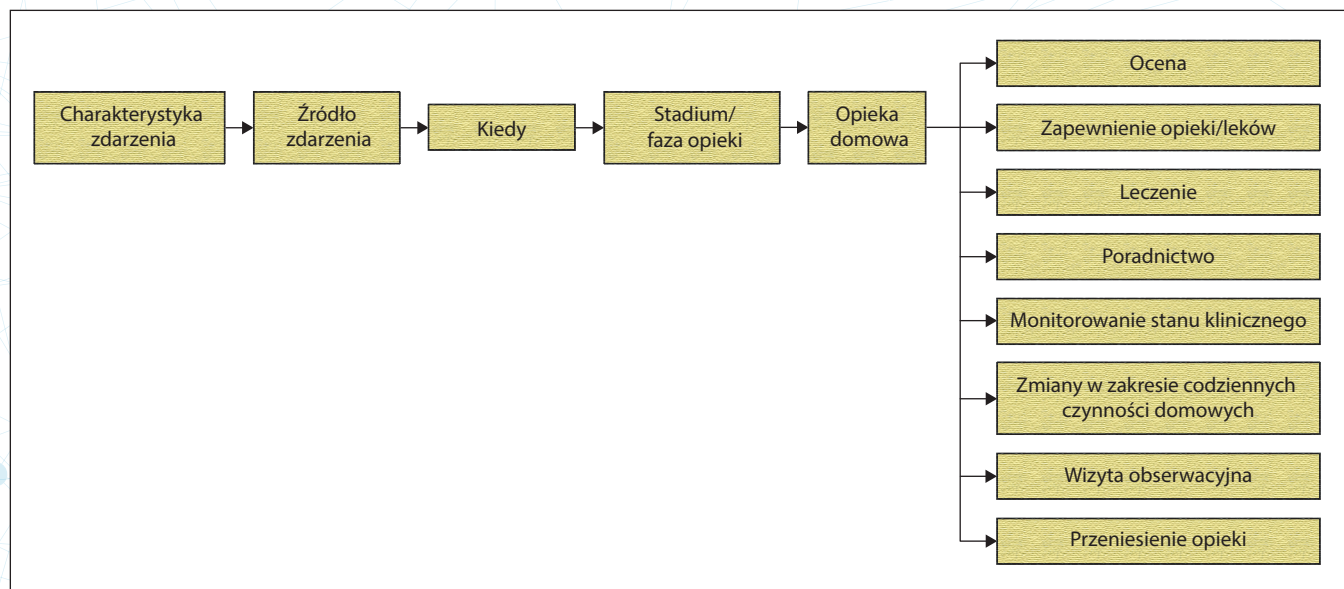 Charakterystyka
zdarzenia
Źródło
zdarzenia
Kiedy
Stadium/
faza opieki
Opieka
domowa
Ocena
Zapewnienie opieki/leków
Leczenie
Poradnictwo
Monitorowanie stanu klinicznego
Zmiany w zakresie codziennych
czynności domowych
Wizyta obserwacyjna
Przeniesienie opieki